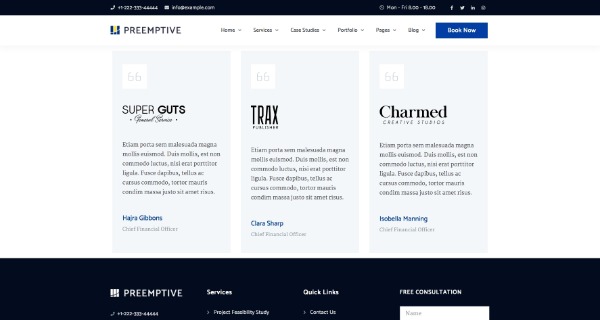 +1-222-333-44444 info@example.com Mon - Fri 8.00 - 18.00
PREEMPTIVE Home Services Case Studies Portfolio Pages Blog Book Now
SUPER GUTS
General Service
Etiam porta sem malesuada magna
mollis euismod. Duis mollis, est non
commodo luctus, nisi erat porttitor
ligula. Fusce dapibus, tellus ac
cursus commodo, tortor mauris
condim massa justo sit amet risus.
Hajra Gibbons
Chief Financial Officer
TRAX
PUBLISHER
Etiam porta sem malesuada magna
mollis euismod. Duis mollis, est non
commodo luctus, nisi erat porttitor
ligula. Fusce dapibus, tellus ac
cursus commodo, tortor mauris
condim massa justo sit amet risus.
Clara Sharp
Chief Financial Officer
Charmed
CREATIVE STUDIOS
Etiam porta sem malesuada magna
mollis euismod. Duis mollis, est non
commodo luctus, nisi erat porttitor
ligula. Fusce dapibus, tellus ac
cursus commodo, tortor mauris
condim massa justo sit amet risus.
Isobella Manning
Chief Financial Officer
PREEMPTIVE
+1-222-333-44444
Services
Project Feasibility Study
Quick Links
Contact Us
FREE CONSULTATION
Name